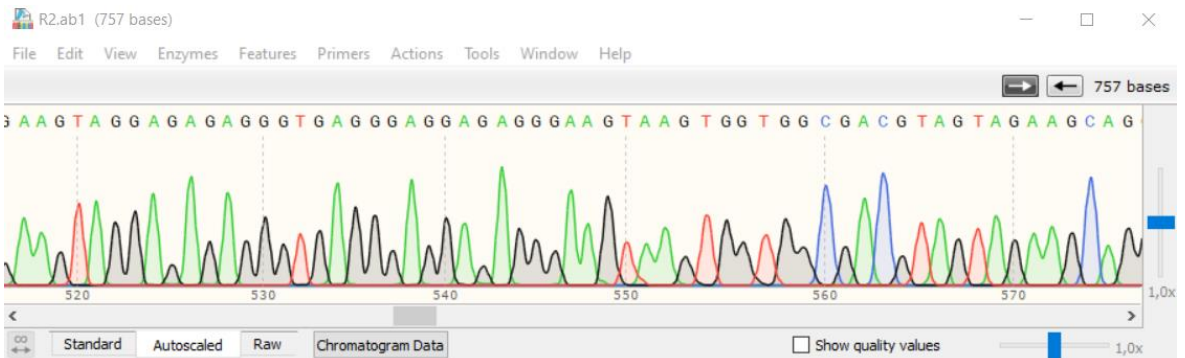 R2.ab1 (757 bases)
File Edit View Enzymes Features Primers Actions Tools Window Help
757 bases
G A A G T A G G A G A G A G G G T G A G G G A G G A G A G G G A A G T A A G T G G T G G C G A C G T A G T A G A A G C A G
520 530 540 550 560 570
1,0x
Standard Autoscaled Raw Chromatogram Data Show quality values 1,0x